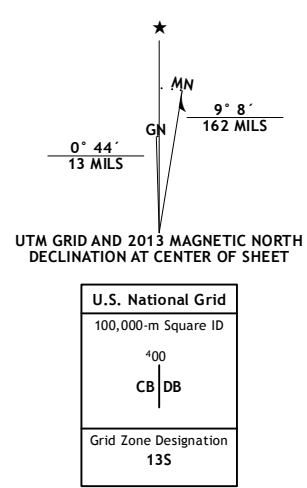 ★
MN
9° 8´
162 MILS
GN
0° 44´
13 MILS
UTM GRID AND 2013 MAGNETIC NORTH
DECLINATION AT CENTER OF SHEET
U.S. National Grid
100,000-m Square ID
⁴00
CB DB
Grid Zone Designation
13S